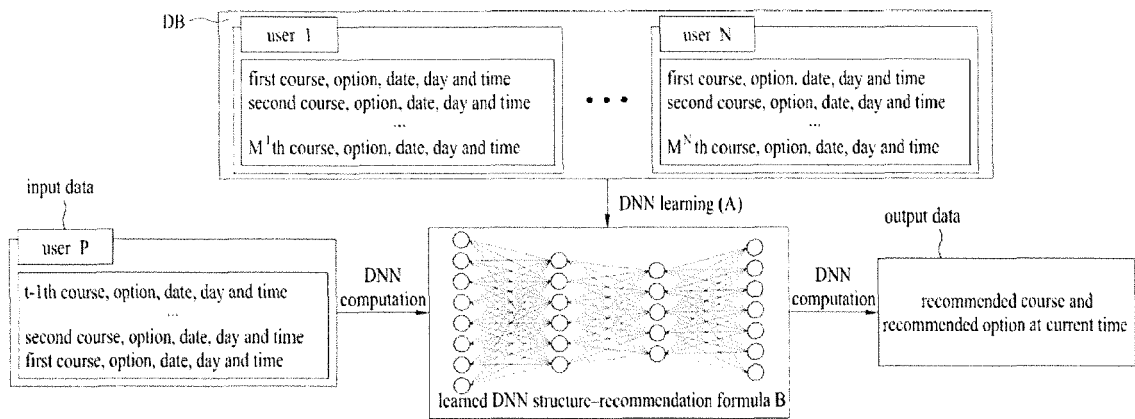 DB
user 1
first course, option, date, day and time
second course, option, date, day and time
...
M¹th course, option, date, day and time
• • •
user N
first course, option, date, day and time
second course, option, date, day and time
...
Mᴺth course, option, date, day and time
DNN learning (A)
input data
user P
t-1th course, option, date, day and time
...
second course, option, date, day and time
first course, option, date, day and time
DNN
computation
learned DNN structure-recommendation formula B
DNN
computation
output data
recommended course and
recommended option at current time